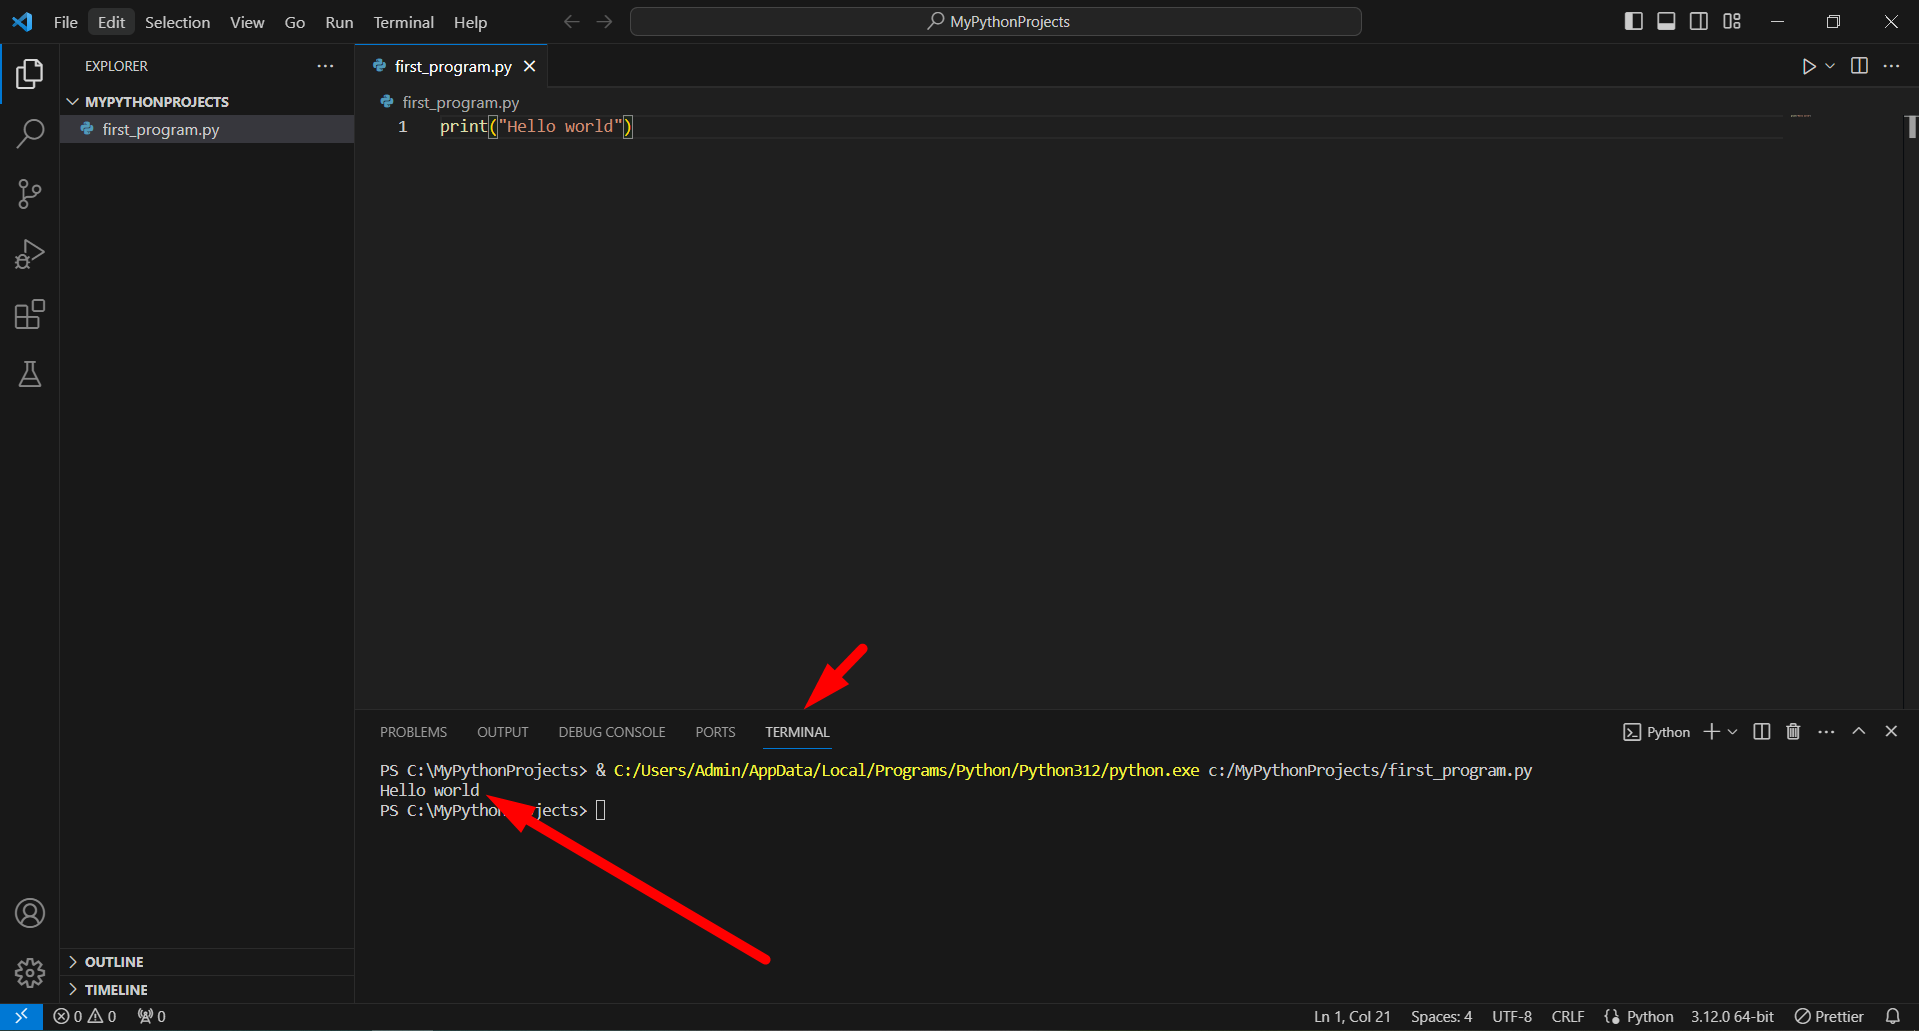 File Edit Selection View Go Run Terminal Help
MyPythonProjects
EXPLORER
MYPYTHONPROJECTS
first_program.py
first_program.py
first_program.py
1 print("Hello world")
PROBLEMS OUTPUT DEBUG CONSOLE PORTS TERMINAL
Python
PS C:\MyPythonProjects> & C:/Users/Admin/AppData/Local/Programs/Python/Python312/python.exe c:/MyPythonProjects/first_program.py
Hello world
PS C:\MyPython jects>
OUTLINE
TIMELINE
0 0 0
Ln 1, Col 21 Spaces: 4 UTF-8 CRLF Python 3.12.0 64-bit Prettier